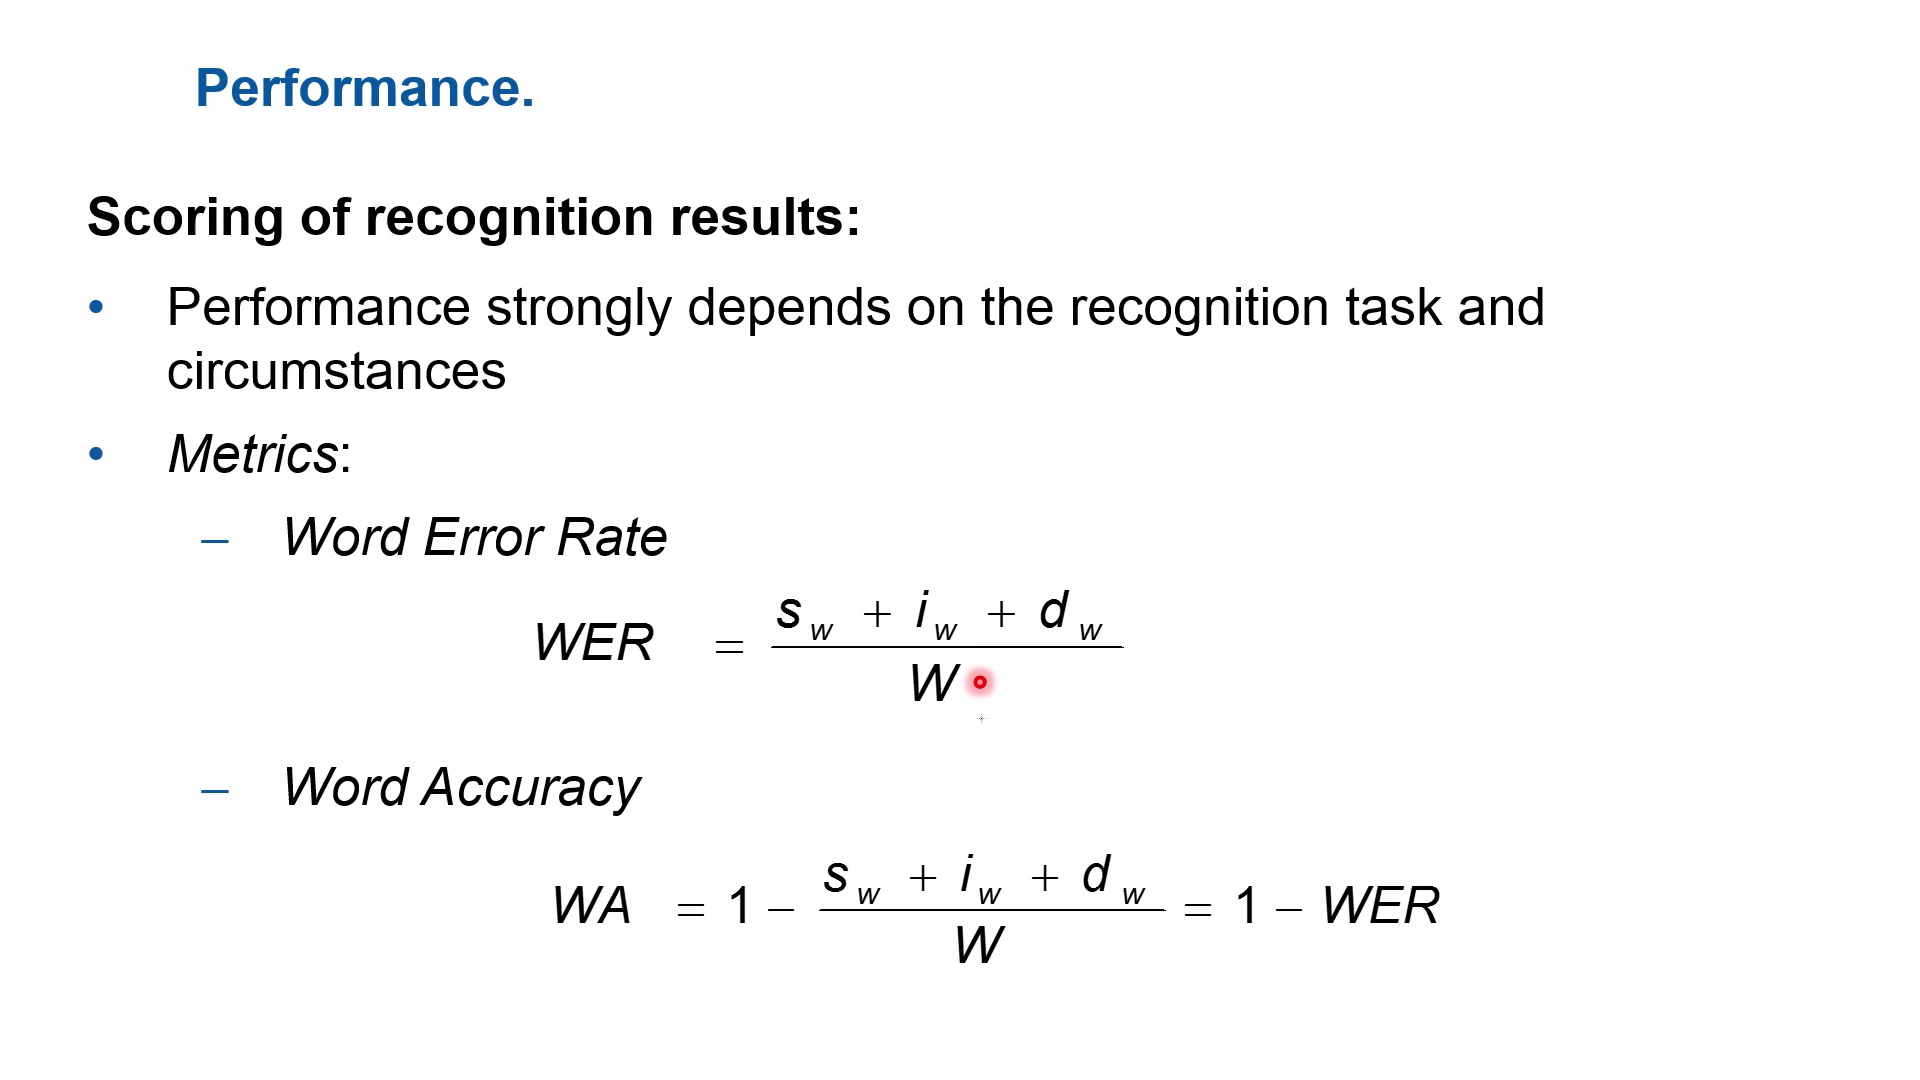 Performance.
Scoring of recognition results:
• Performance strongly depends on the recognition task and
circumstances
• Metrics:
– Word Error Rate
WER = (s_w + i_w + d_w) / W
– Word Accuracy
WA = 1 − (s_w + i_w + d_w) / W = 1 − WER